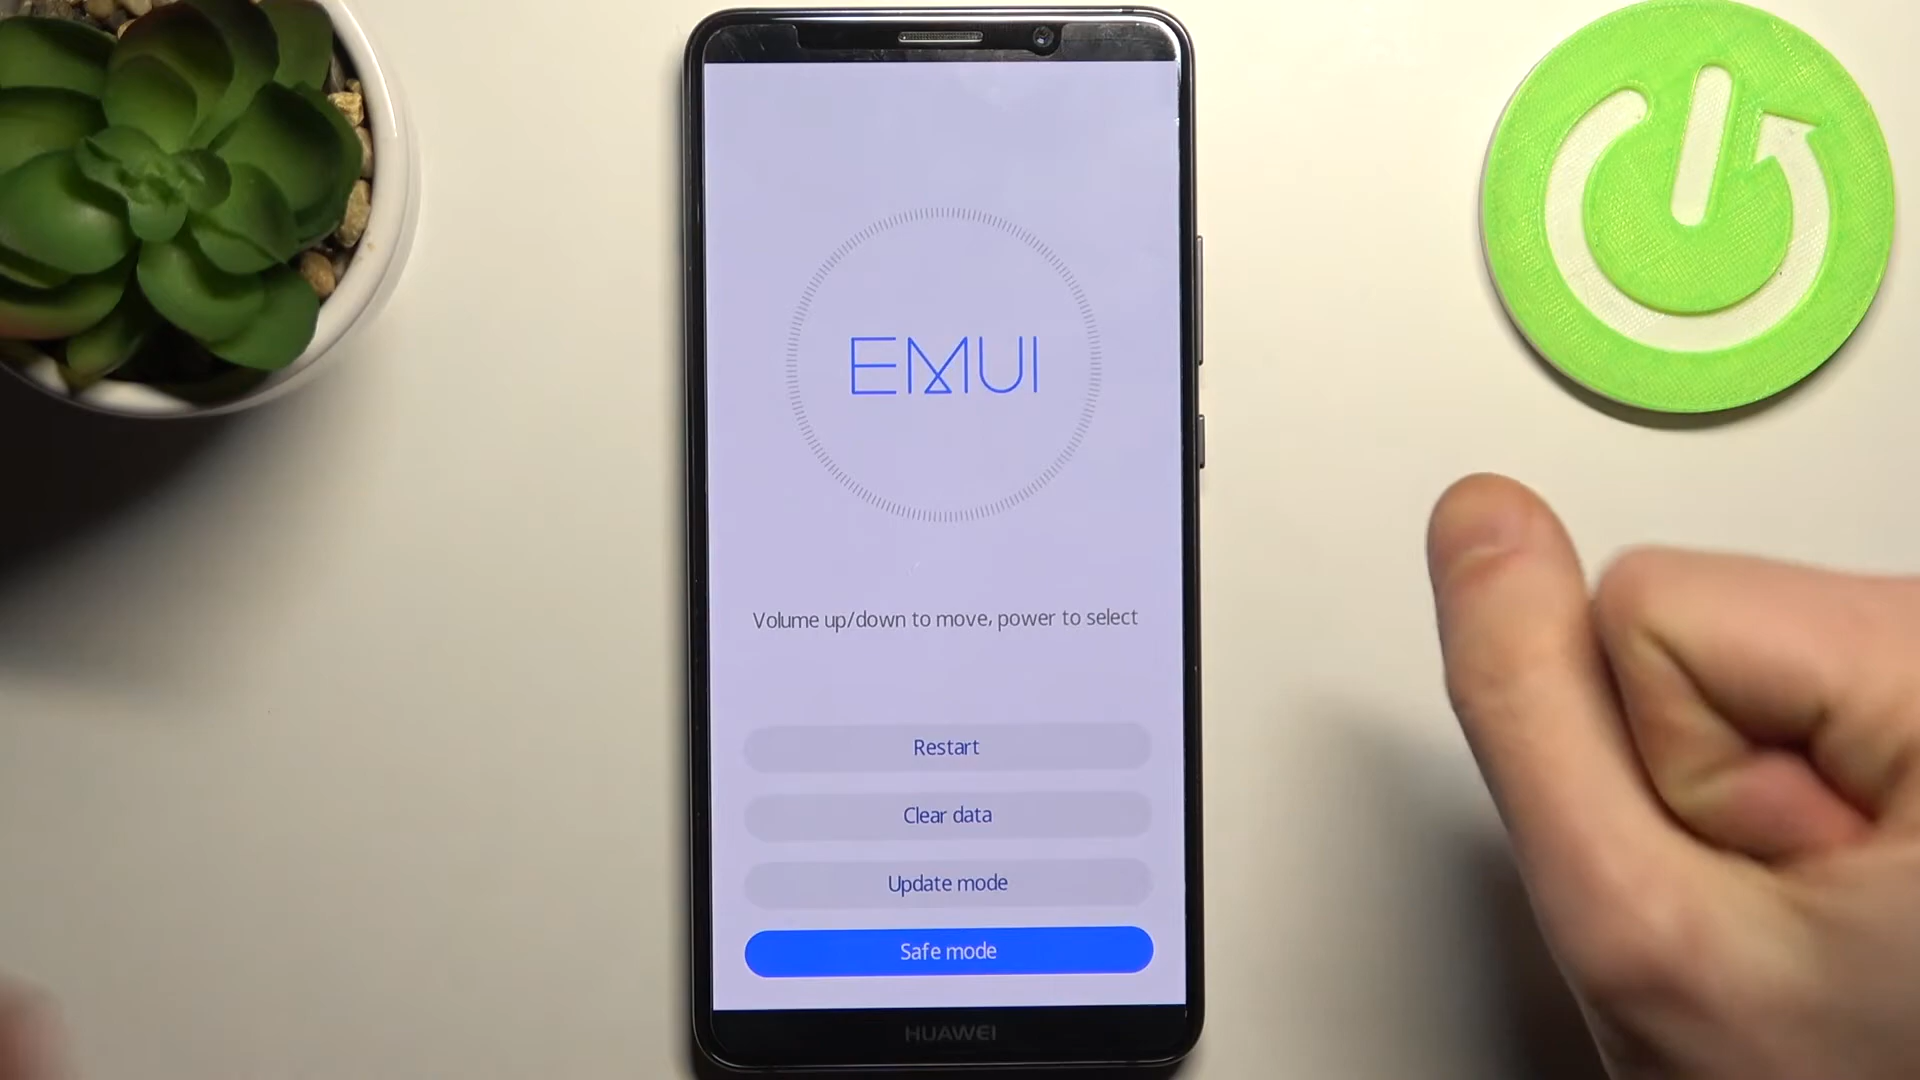 EMUI
Volume up/down to move, power to select
Restart
Clear data
Update mode
Safe mode
HUAWEI